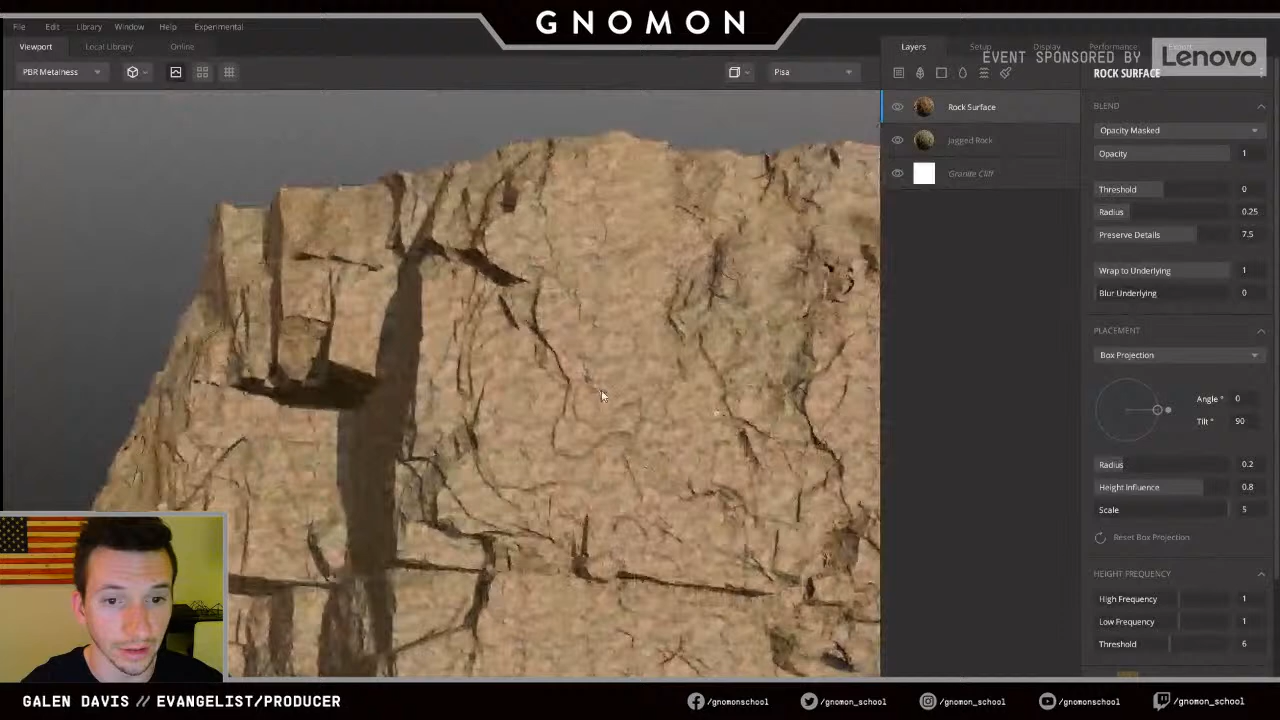 GNOMON
File Edit Library Window Help Experimental
Viewport Local Library Online
Layers Setup Display Performance
EVENT SPONSORED BY Lenovo
PBR Metalness
Pisa
ROCK SURFACE
Rock Surface
Jagged Rock
Granite Cliff
BLEND
Opacity Masked
Opacity 1
Threshold 0
Radius 0.25
Preserve Details 7.5
Wrap to Underlying 1
Blur Underlying 0
PLACEMENT
Box Projection
Angle ° 0
Tilt ° 90
Radius 0.2
Height Influence 0.8
Scale 5
Reset Box Projection
HEIGHT FREQUENCY
High Frequency 1
Low Frequency 1
Threshold 6
GALEN DAVIS // EVANGELIST/PRODUCER
/gnomonschool /gnomon_school @gnomon_school /gnomonschool /gnomon_school